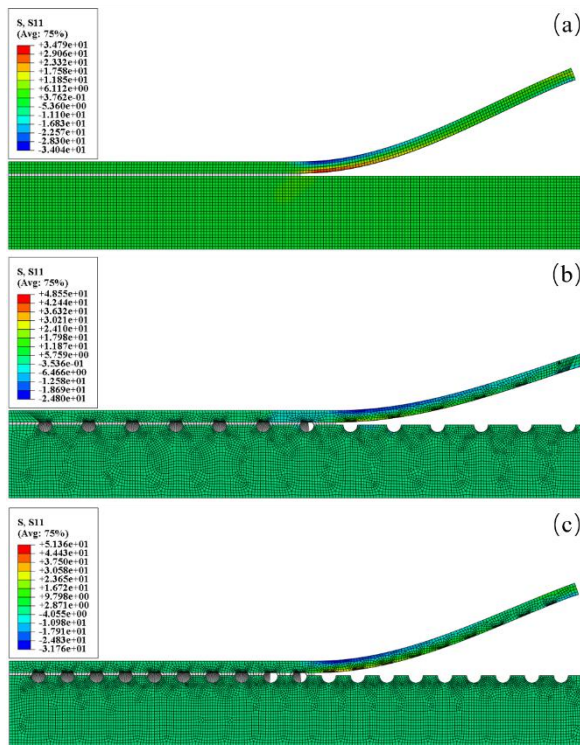 (a)
S, S11
(Avg: 75%)
+3.479e+01
+2.906e+01
+2.332e+01
+1.758e+01
+1.185e+01
+6.112e+00
+3.762e-01
-5.360e+00
-1.110e+01
-1.683e+01
-2.257e+01
-2.830e+01
-3.404e+01
(b)
S, S11
(Avg: 75%)
+4.855e+01
+4.244e+01
+3.632e+01
+3.021e+01
+2.410e+01
+1.798e+01
+1.187e+01
+5.759e+00
-3.536e-01
-6.466e+00
-1.258e+01
-1.869e+01
-2.480e+01
(c)
S, S11
(Avg: 75%)
+5.136e+01
+4.443e+01
+3.750e+01
+3.058e+01
+2.365e+01
+1.672e+01
+9.798e+00
+2.871e+00
-4.055e+00
-1.098e+01
-1.791e+01
-2.483e+01
-3.176e+01